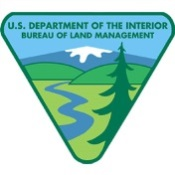 U.S. DEPARTMENT OF THE INTERIOR
BUREAU OF LAND MANAGEMENT